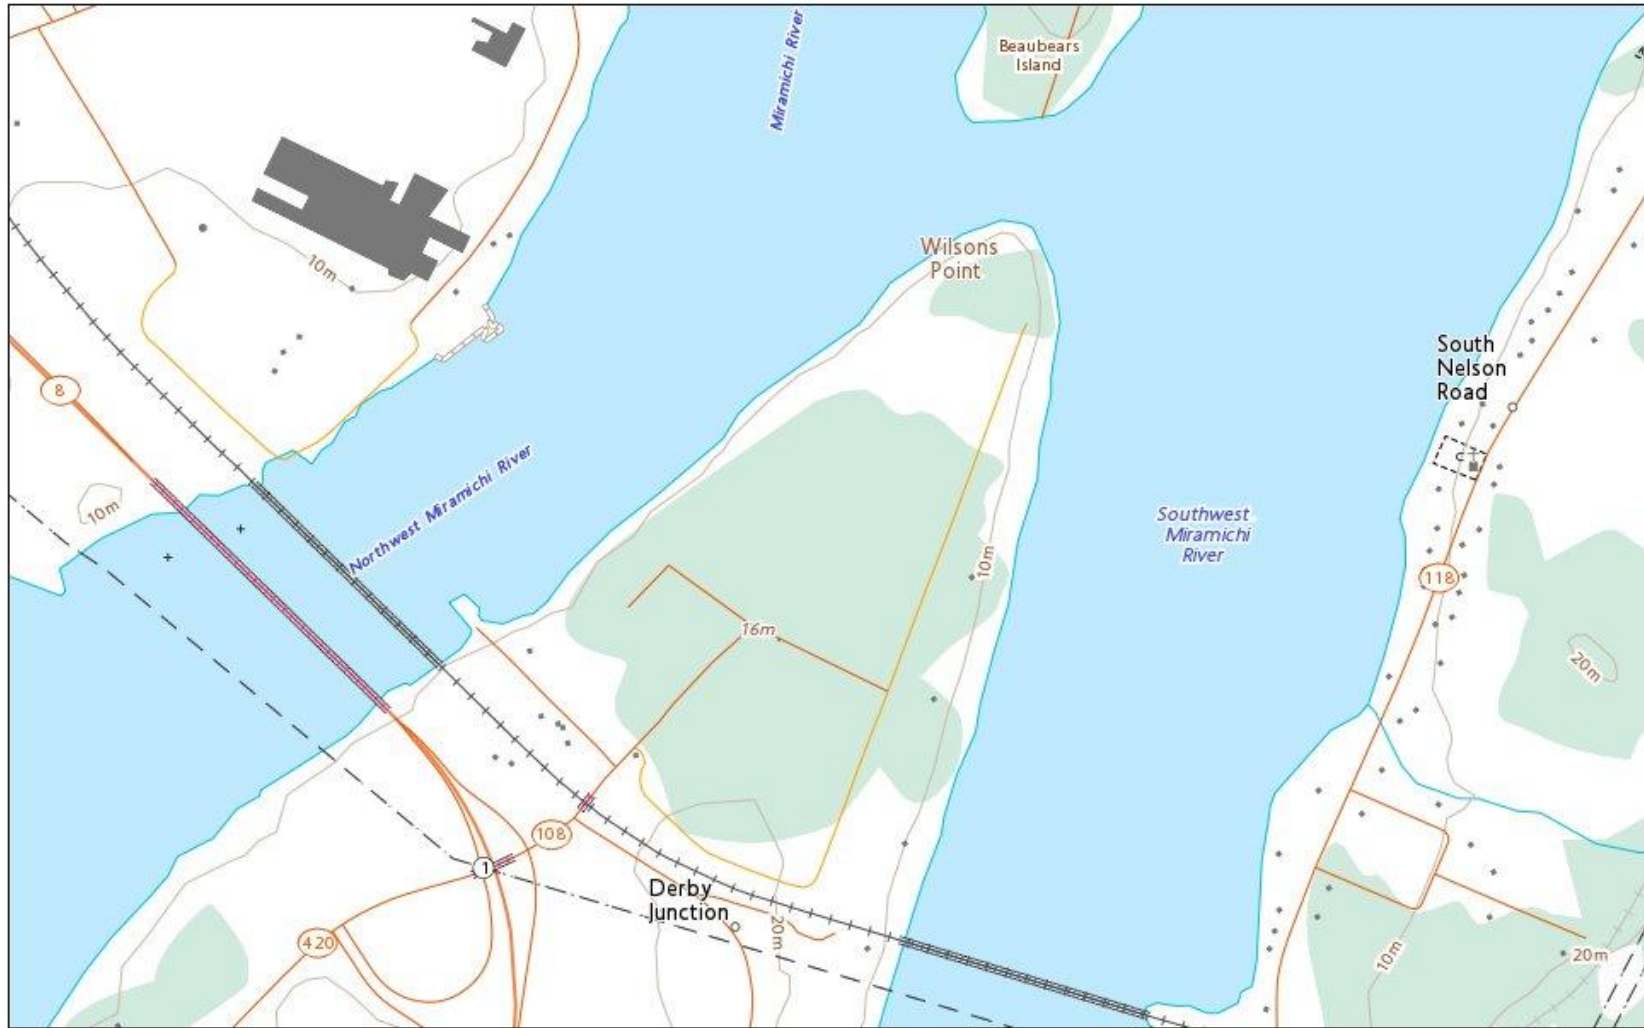 Beaubears
Island
Miramichi River
Wilsons
Point
10m
South
Nelson
Road
8
10m
Northwest Miramichi River
Southwest
Miramichi
River
10m
118
16m
20m
108
1
Derby
Junction
20m
420
10m
20m